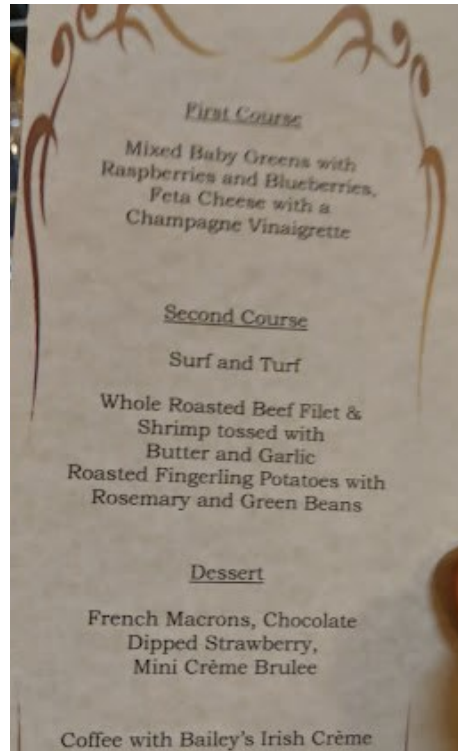 First Course
Mixed Baby Greens with
Raspberries and Blueberries,
Feta Cheese with a
Champagne Vinaigrette
Second Course
Surf and Turf
Whole Roasted Beef Filet &
Shrimp tossed with
Butter and Garlic
Roasted Fingerling Potatoes with
Rosemary and Green Beans
Dessert
French Macrons, Chocolate
Dipped Strawberry,
Mini Crème Brulee
Coffee with Bailey's Irish Crème